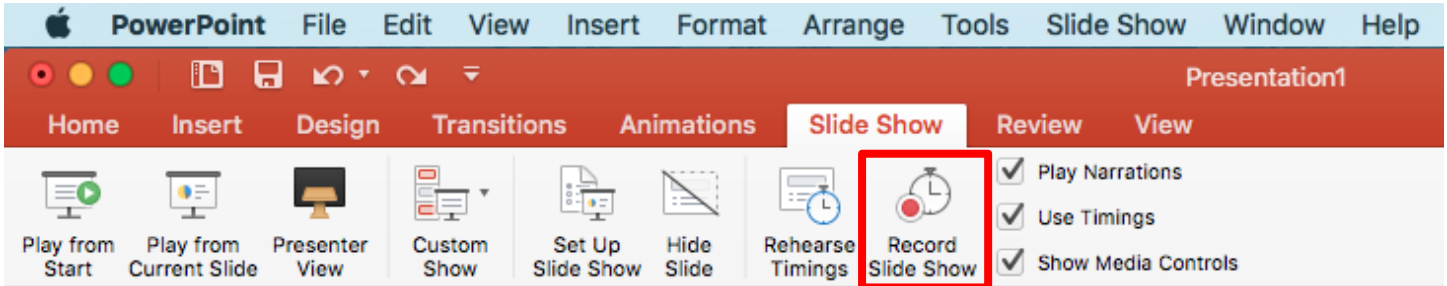 PowerPoint File Edit View Insert Format Arrange Tools Slide Show Window Help
Presentation1
Home Insert Design Transitions Animations Slide Show Review View
Play from Start
Play from Current Slide
Presenter View
Custom Show
Set Up Slide Show
Hide Slide
Rehearse Timings
Record Slide Show
Play Narrations
Use Timings
Show Media Controls